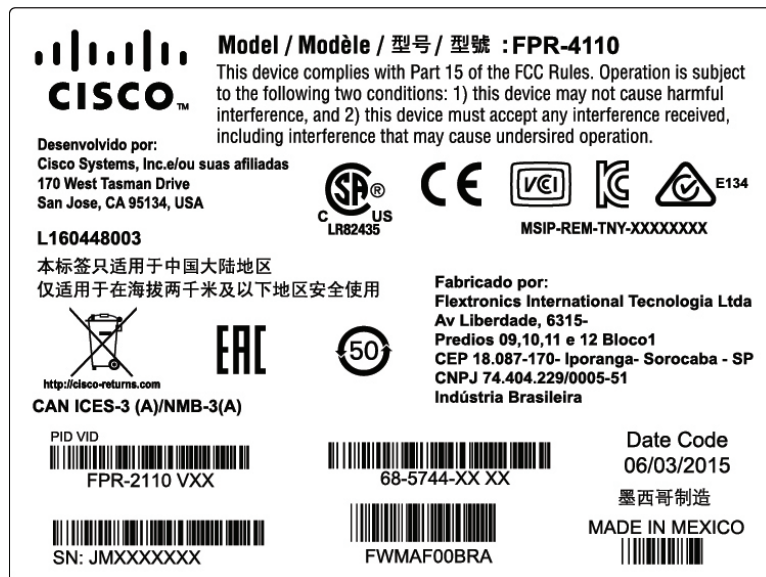 CISCO™
Model / Modèle / 型号 / 型號 : FPR-4110
This device complies with Part 15 of the FCC Rules. Operation is subject
to the following two conditions: 1) this device may not cause harmful
interference, and 2) this device must accept any interference received,
including interference that may cause undersired operation.
Desenvolvido por:
Cisco Systems, Inc.e/ou suas afiliadas
170 West Tasman Drive
San Jose, CA 95134, USA
SA®
C US
LR82435
CE
VCI
KC
E134
MSIP-REM-TNY-XXXXXXXX
L160448003
本标签只适用于中国大陆地区
仅适用于在海拔两千米及以下地区安全使用
http://cisco-returns.com
EAC
50
CAN ICES-3 (A)/NMB-3(A)
Fabricado por:
Flextronics International Tecnologia Ltda
Av Liberdade, 6315-
Predios 09,10,11 e 12 Bloco1
CEP 18.087-170- Iporanga- Sorocaba - SP
CNPJ 74.404.229/0005-51
Indústria Brasileira
PID VID
FPR-2110 VXX
68-5744-XX XX
Date Code
06/03/2015
墨西哥制造
MADE IN MEXICO
SN: JMXXXXXXX
FWMAF00BRA